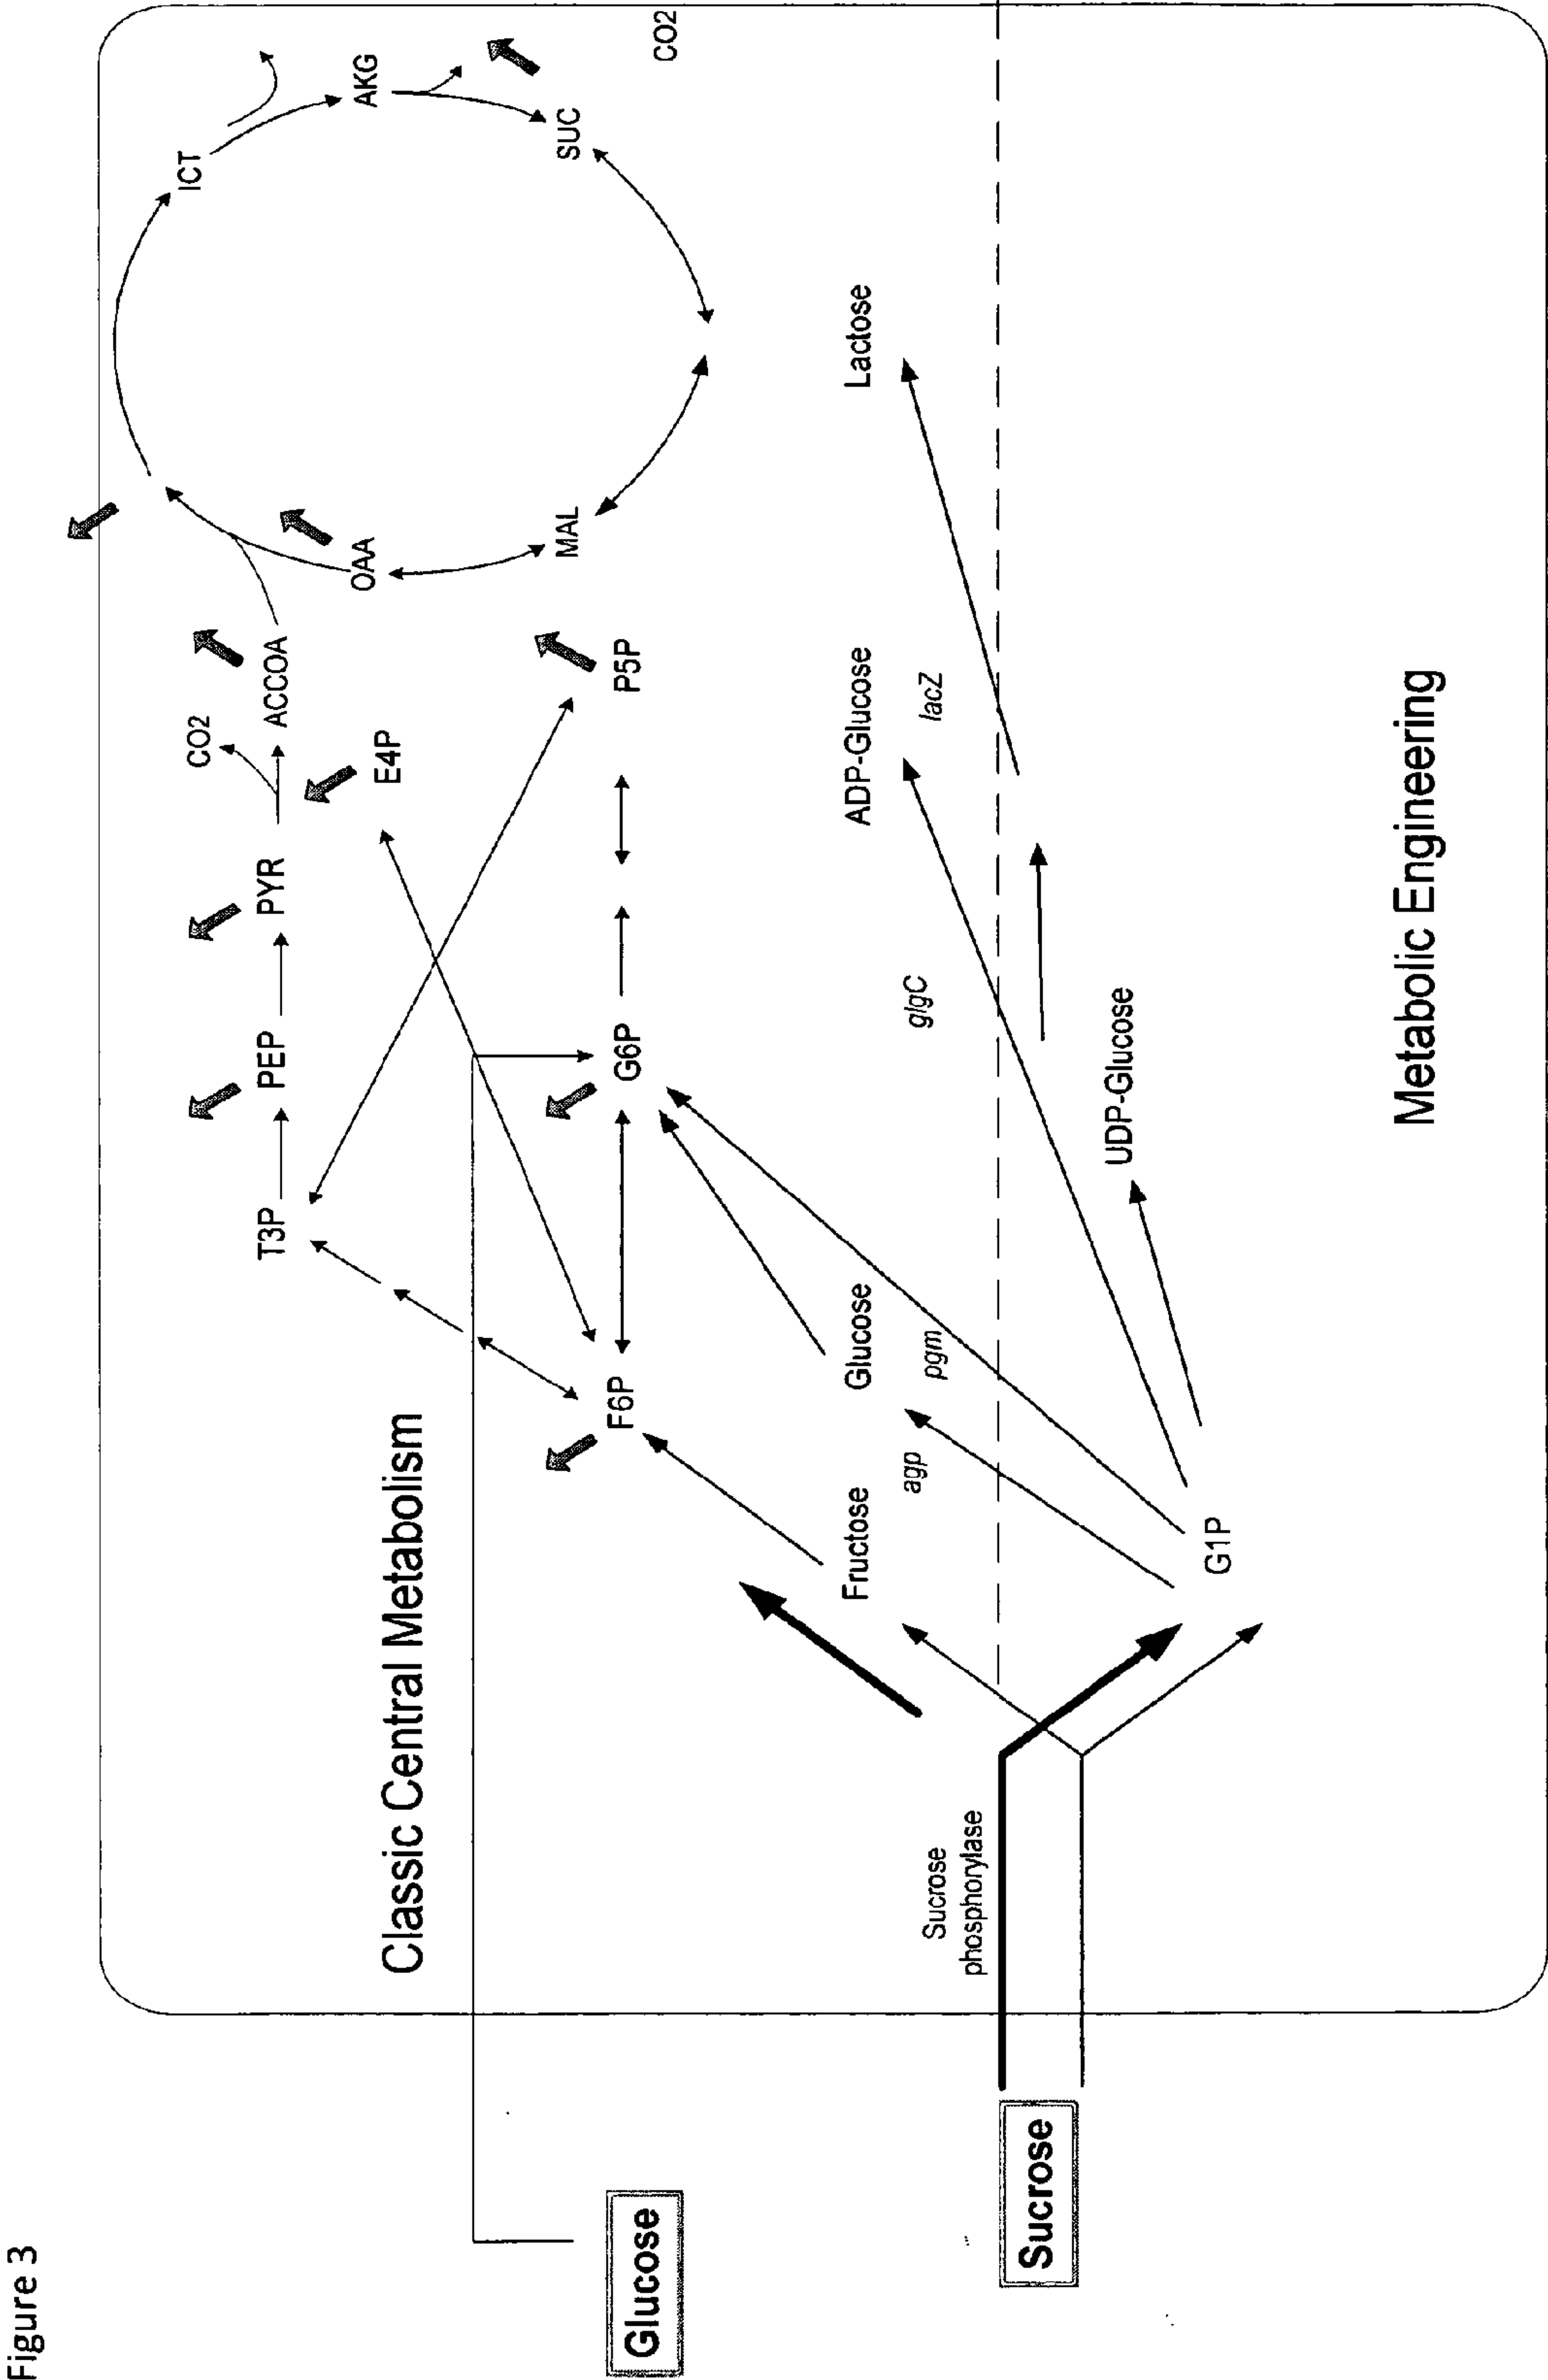 Figure 3
Classic Central Metabolism
CO2
ICT
T3P
PEP
PYR
ACCOA
AKG
OAA
E4P
SUC
MAL
F6P
G6P
P5P
CO2
Glucose
Fructose
Glucose
ADP-Glucose
Lactose
agp
pgm
glgC
lacZ
Sucrose
phosphorylase
Sucrose
UDP-Glucose
G1P
Metabolic Engineering